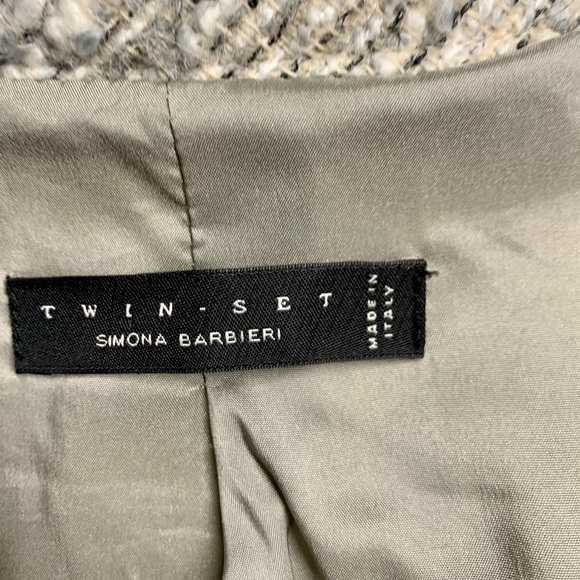 TWIN-SET
SIMONA BARBIERI
MADE IN
ITALY